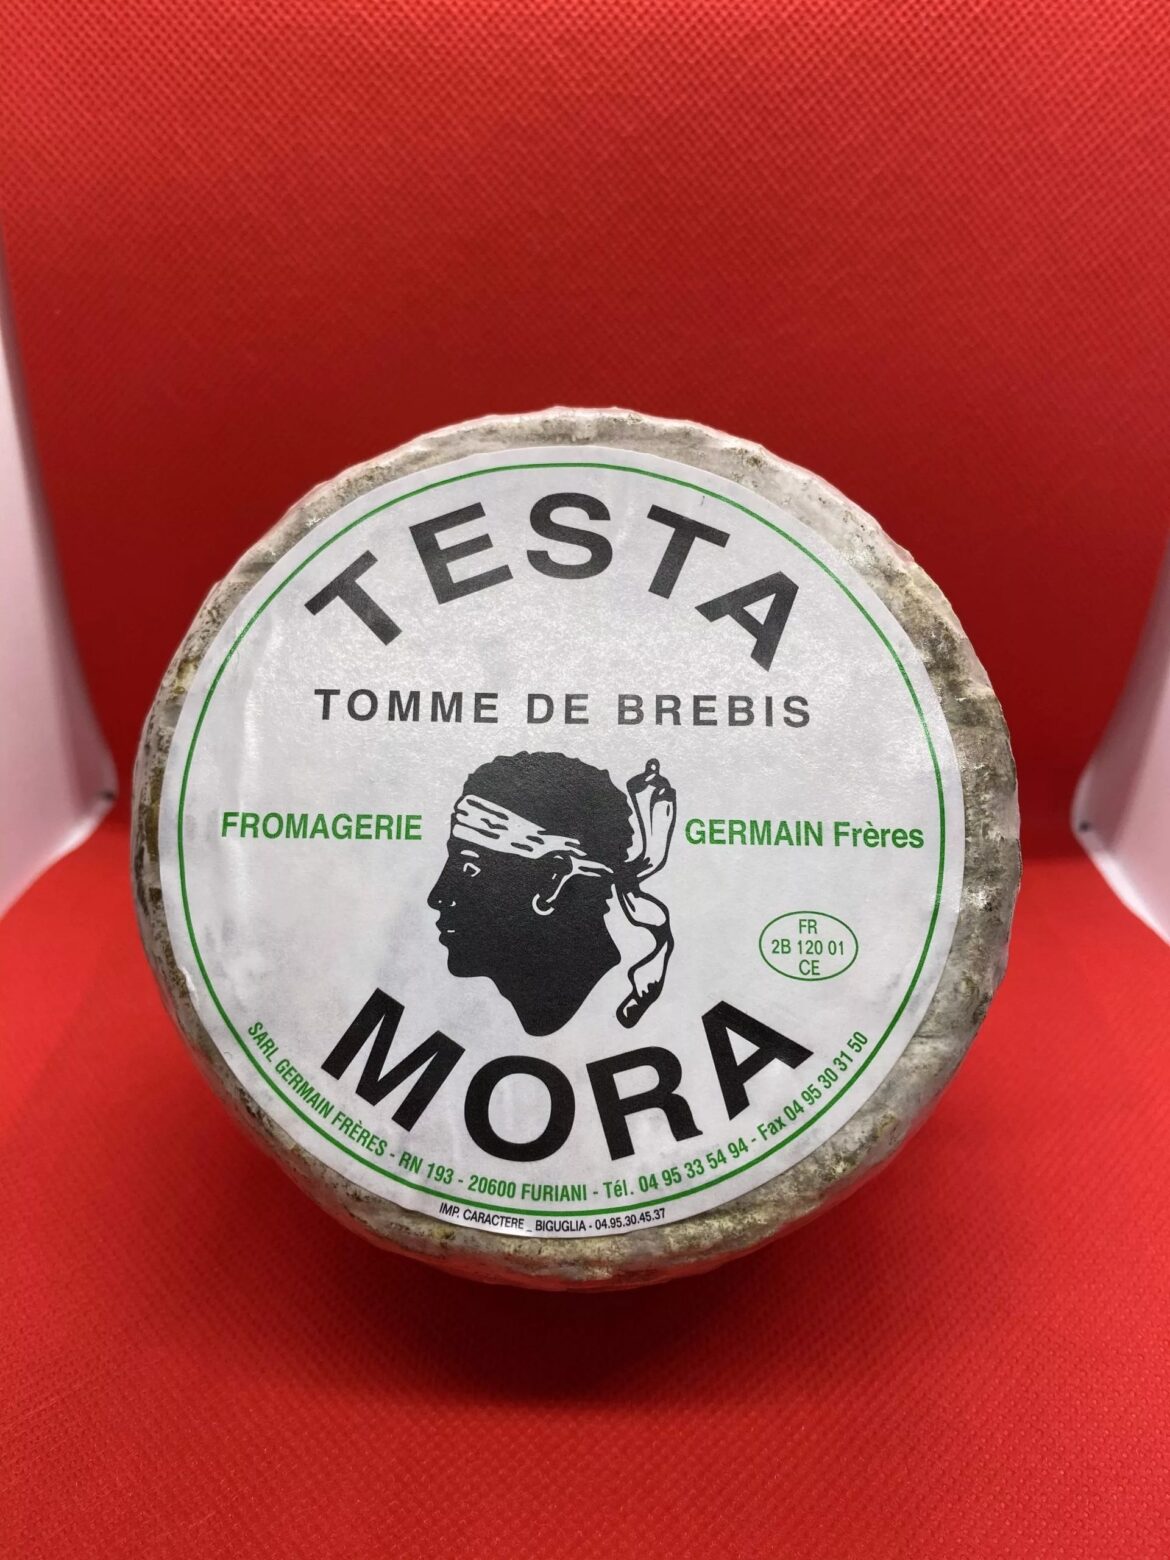 TESTA
TOMME DE BREBIS
FROMAGERIE
GERMAIN Frères
FR
2B 120 01
CE
MORA
SARL GERMAIN FRÈRES - RN 193 - 20600 FURIANI - Tél. 04 95 33 54 94 - Fax 04 95 30 31 50
IMP. CARACTERE _ BIGUGLIA - 04.95.30.45.37